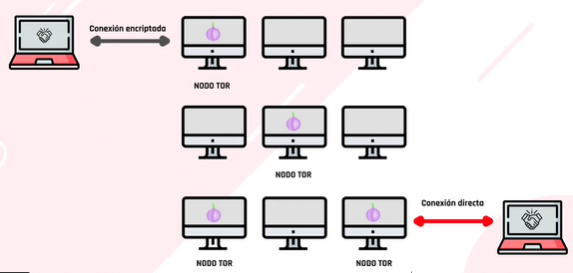 Conexión encriptada
NODO TOR
NODO TOR
Conexión directa
NODO TOR
NODO TOR